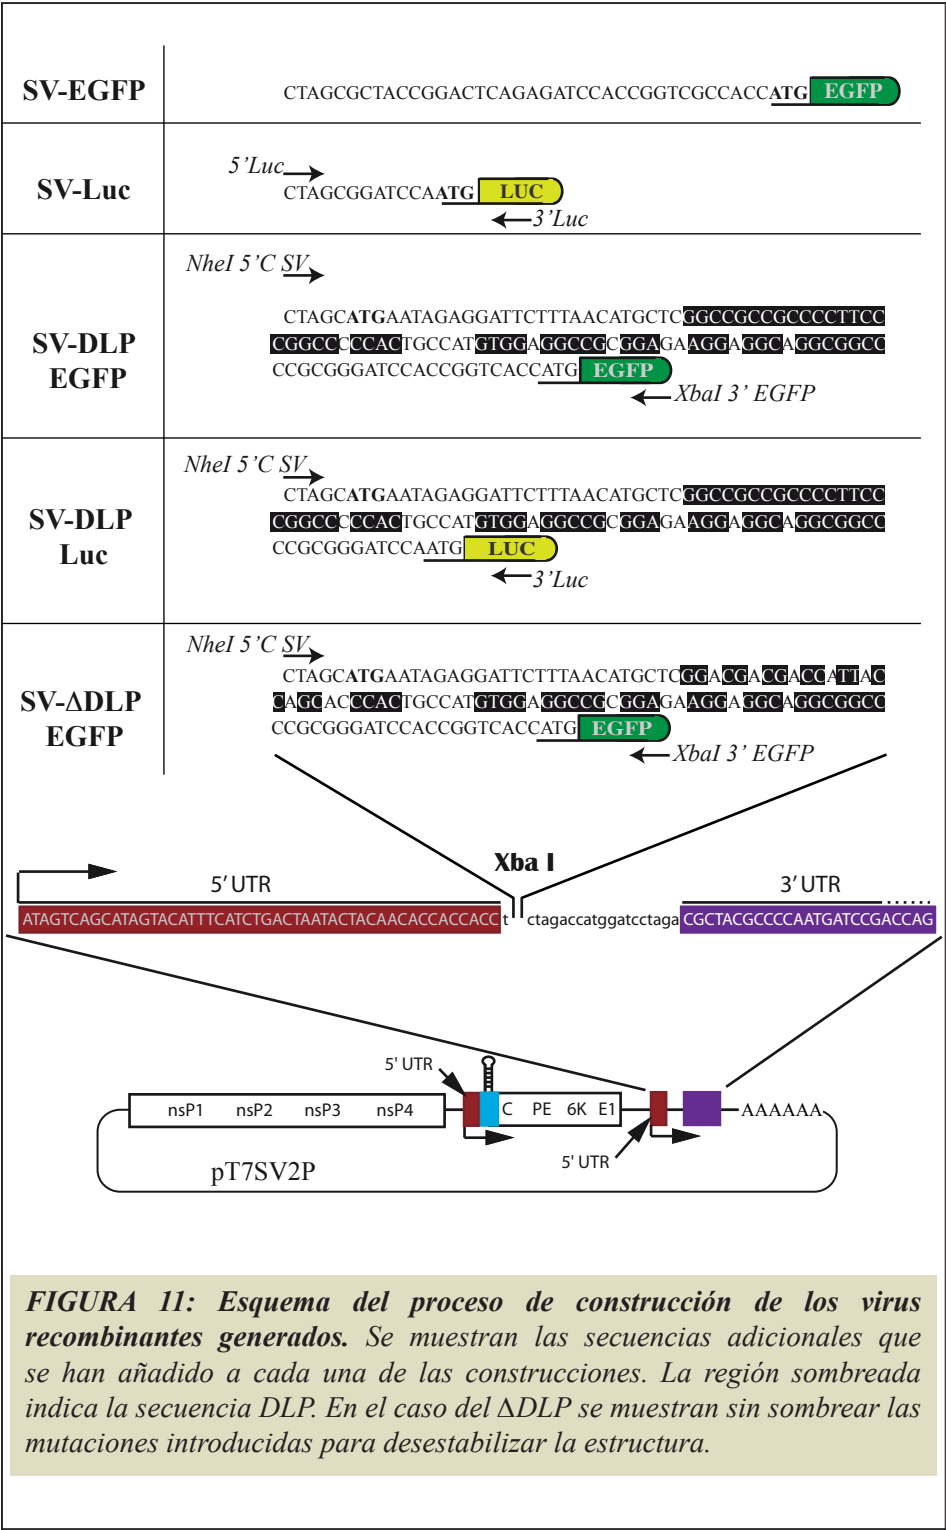 SV-EGFP
CTAGCGCTACCGGACTCAGAGATCCACCGGTCGCCACCATG EGFP
SV-Luc
5’Luc
CTAGCGGATCCAATG LUC
3’Luc
SV-DLP
EGFP
NheI 5’C SV
CTAGCATGAATAGAGGATTCTTTAACATGCTCGGCCGCCGCCCCTTCC
CGGCCCCCACTGCCATGTGGAGGCCGCGGAGAAGGAGGCAGGCGGCC
CCGCGGGATCCACCGGTCACCATG EGFP
XbaI 3’ EGFP
SV-DLP
Luc
NheI 5’C SV
CTAGCATGAATAGAGGATTCTTTAACATGCTCGGCCGCCGCCCCTTCC
CGGCCCCCACTGCCATGTGGAGGCCGCGGAGAAGGAGGCAGGCGGCC
CCGCGGGATCCAATG LUC
3’Luc
SV-ΔDLP
EGFP
NheI 5’C SV
CTAGCATGAATAGAGGATTCTTTAACATGCTCGGACGACGACCATTAC
CAGCACCCACTGCCATGTGGAGGCCGCGGAGAAGGAGGCAGGCGGCC
CCGCGGGATCCACCGGTCACCATG EGFP
XbaI 3’ EGFP
Xba I
5’ UTR
3’ UTR
ATAGTCAGCATAGTACATTTCATCTGACTAATACTACAACACCACCACC t ctagaccatggatcctaga CGCTACGCCCCAATGATCCGACCAG
5' UTR
nsP1 nsP2 nsP3 nsP4 C PE 6K E1 AAAAAA
5' UTR
pT7SV2P
FIGURA 11: Esquema del proceso de construcción de los virus
recombinantes generados. Se muestran las secuencias adicionales que
se han añadido a cada una de las construcciones. La región sombreada
indica la secuencia DLP. En el caso del ΔDLP se muestran sin sombrear las
mutaciones introducidas para desestabilizar la estructura.